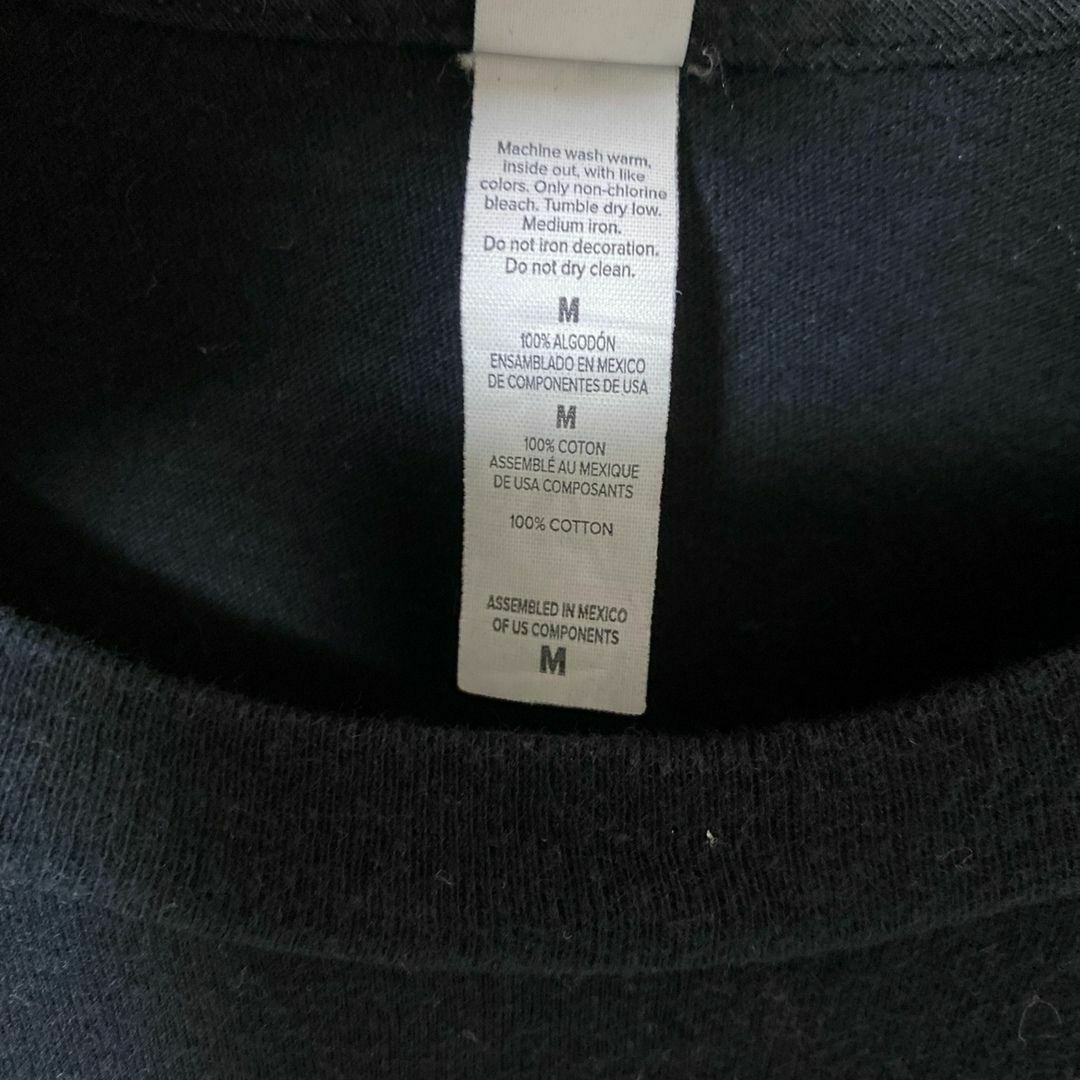 Machine wash warm,
inside out, with like
colors. Only non-chlorine
bleach. Tumble dry low.
Medium iron.
Do not iron decoration.
Do not dry clean.
M
100% ALGODÓN
ENSAMBLADO EN MEXICO
DE COMPONENTES DE USA
M
100% COTON
ASSEMBLÉ AU MEXIQUE
DE USA COMPOSANTS
100% COTTON
ASSEMBLED IN MEXICO
OF US COMPONENTS
M